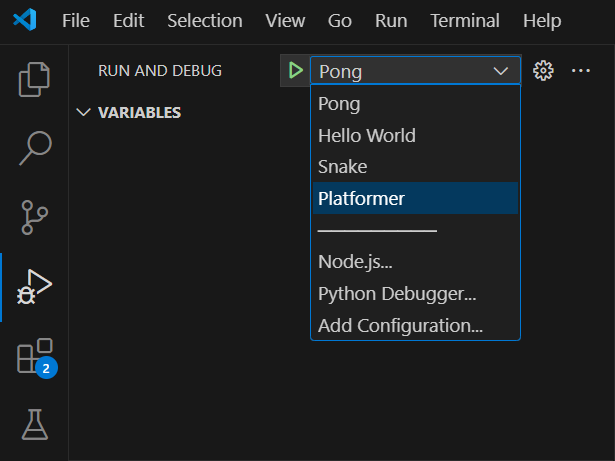 File Edit Selection View Go Run Terminal Help
RUN AND DEBUG Pong
VARIABLES
Pong
Hello World
Snake
Platformer
Node.js...
Python Debugger...
Add Configuration...
2